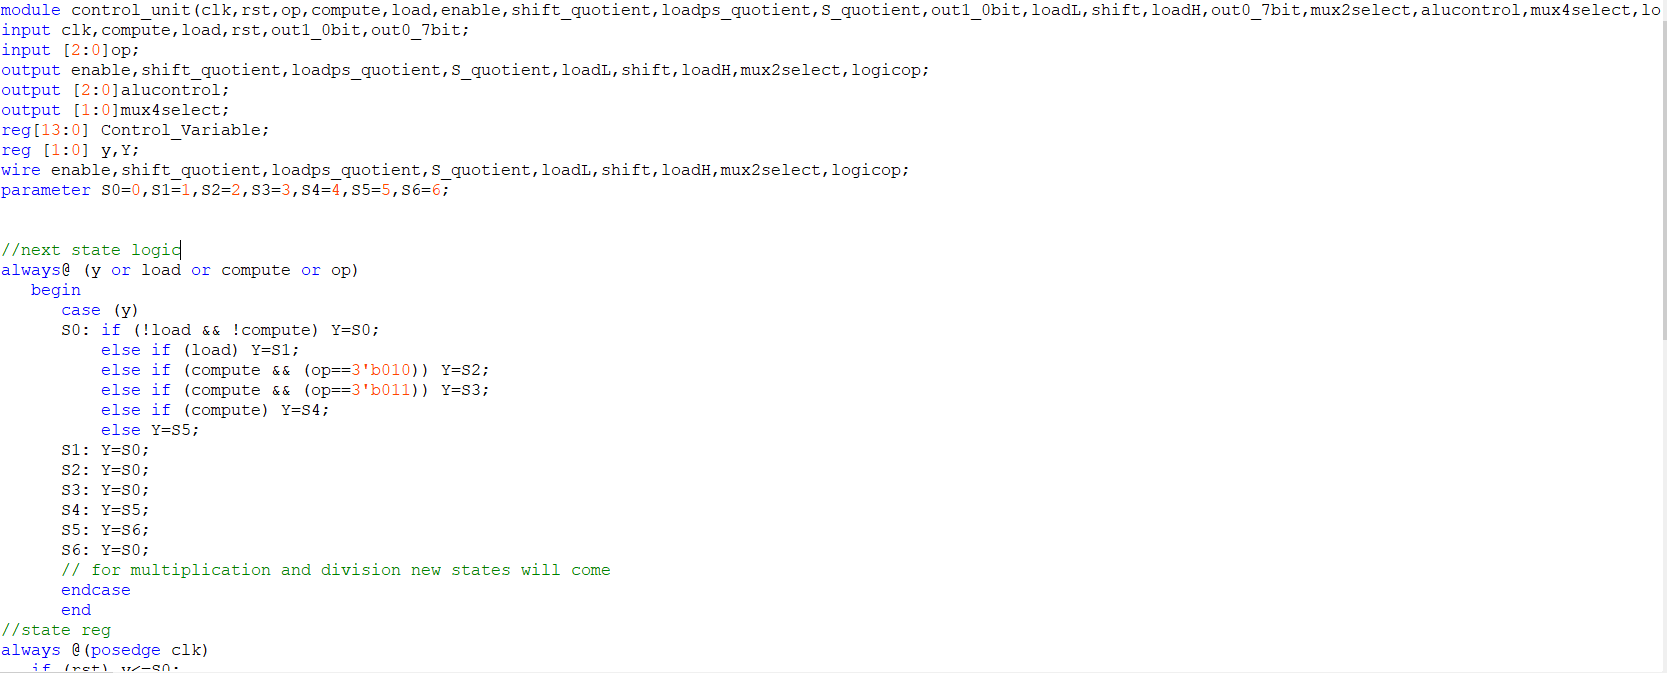 module control_unit(clk,rst,op,compute,load,enable,shift_quotient,loadps_quotient,S_quotient,out1_0bit,loadL,shift,loadH,out0_7bit,mux2select,alucontrol,mux4select,lo
input clk,compute,load,rst,out1_0bit,out0_7bit;
input [2:0]op;
output enable,shift_quotient,loadps_quotient,S_quotient,loadL,shift,loadH,mux2select,logicop;
output [2:0]alucontrol;
output [1:0]mux4select;
reg[13:0] Control_Variable;
reg [1:0] y,Y;
wire enable,shift_quotient,loadps_quotient,S_quotient,loadL,shift,loadH,mux2select,logicop;
parameter S0=0,S1=1,S2=2,S3=3,S4=4,S5=5,S6=6;
//next state logic
always@ (y or load or compute or op)
begin
case (y)
S0: if (!load && !compute) Y=S0;
else if (load) Y=S1;
else if (compute && (op==3'b010)) Y=S2;
else if (compute && (op==3'b011)) Y=S3;
else if (compute) Y=S4;
else Y=S5;
S1: Y=S0;
S2: Y=S0;
S3: Y=S0;
S4: Y=S5;
S5: Y=S6;
S6: Y=S0;
// for multiplication and division new states will come
endcase
end
//state reg
always @(posedge clk)
if (rst) y<=S0;